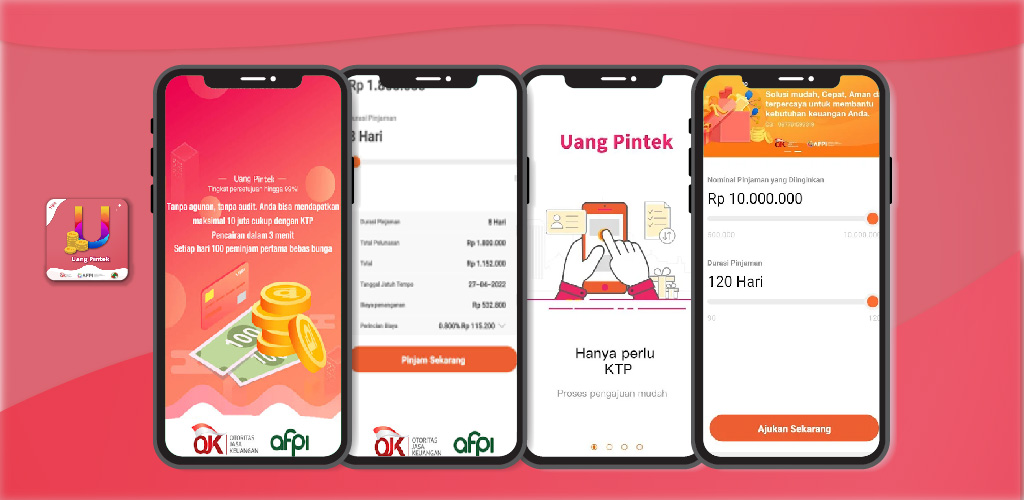 Uang Pintek
AFPI
Uang Pintek
Tingkat persetujuan hingga 99%
Tanpa agunan, tanpa audit. Anda bisa mendapatkan
maksimal 10 juta cukup dengan KTP
Pencairan dalam 3 menit
Setiap hari 100 peminjam pertama bebas bunga
100
OJK
OTORITAS
JASA
KEUANGAN
afpi
Rp 1.800.000
Durasi Pinjaman
8 Hari
Durasi Pinjaman 8 Hari
Total Pelunasan Rp 1.800.000
Total Rp 1.152.000
Tanggal Jatuh Tempo 27-04-2022
Biaya penanganan Rp 532.800
Perincian Biaya 0.800% Rp 115.200
Pinjam Sekarang
OJK
OTORITAS
JASA
KEUANGAN
afpi
Uang Pintek
Hanya perlu
KTP
Proses pengujuan mudah
Solusi mudah, Cepat, Aman d
terpercaya untuk membantu
kebutuhan keuangan Anda.
OJK AFPI
Nominal Pinjaman yang Diinginkan
Rp 10.000.000
600.000 10.000.000
Durasi Pinjaman
120 Hari
90 120
Ajukan Sekarang